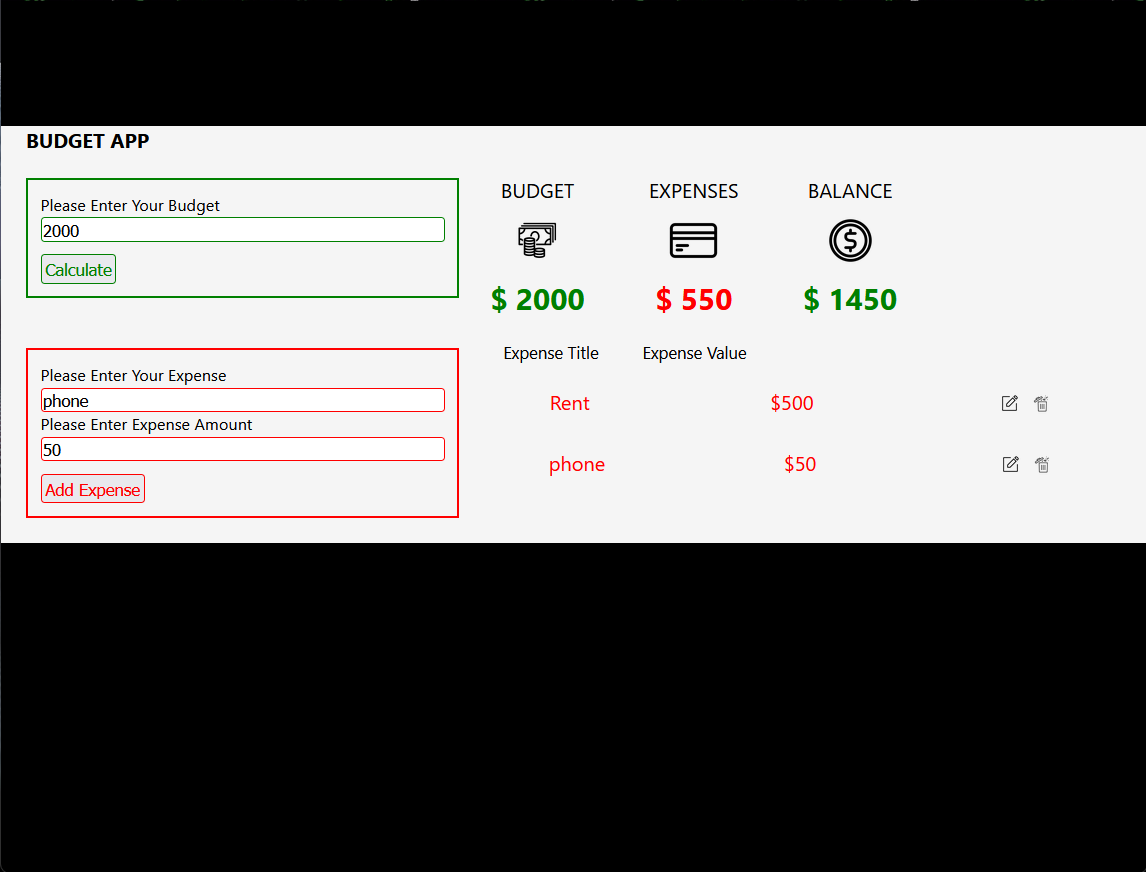 BUDGET APP
Please Enter Your Budget
2000
Calculate
BUDGET EXPENSES BALANCE
$ 2000 $ 550 $ 1450
Please Enter Your Expense
phone
Please Enter Expense Amount
50
Add Expense
Expense Title Expense Value
Rent $500
phone $50